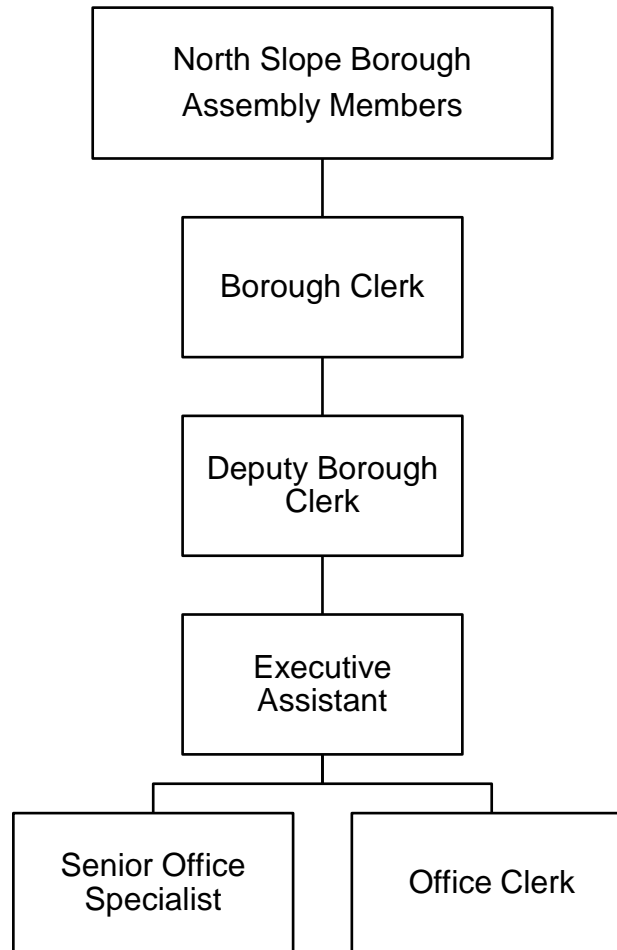 North Slope Borough
Assembly Members
Borough Clerk
Deputy Borough
Clerk
Executive
Assistant
Senior Office
Specialist
Office Clerk